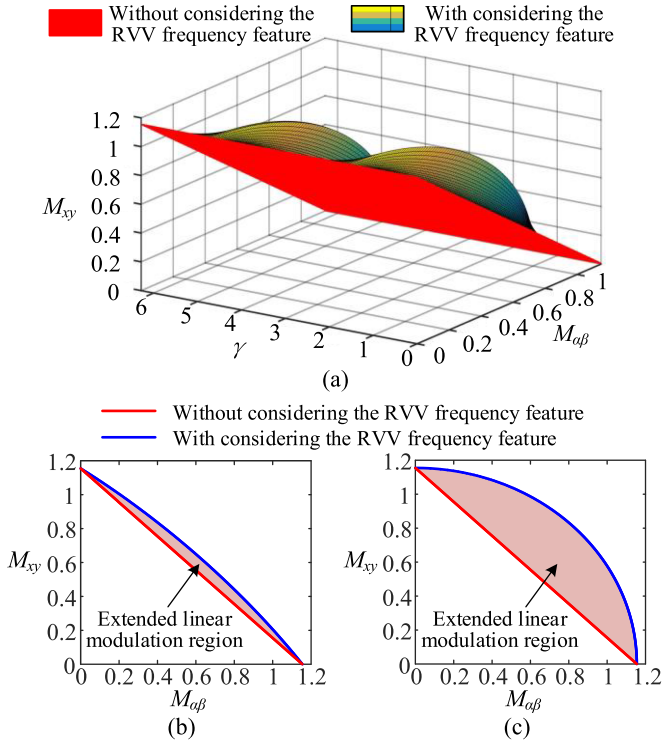 Without considering the
RVV frequency feature
With considering the
RVV frequency feature
1.2
1
0.8
0.6
0.4
0.2
0
Mxy
6
5
4
3
2
1
0
γ
0
0.2
0.4
0.6
0.8
1
Mαβ
(a)
Without considering the RVV frequency feature
With considering the RVV frequency feature
1.2
1
0.8
0.6
0.4
0.2
0
Mxy
Extended linear
modulation region
0 0.2 0.4 0.6 0.8 1 1.2
Mαβ
(b)
1.2
1
0.8
0.6
0.4
0.2
0
Mxy
Extended linear
modulation region
0 0.2 0.4 0.6 0.8 1 1.2
Mαβ
(c)